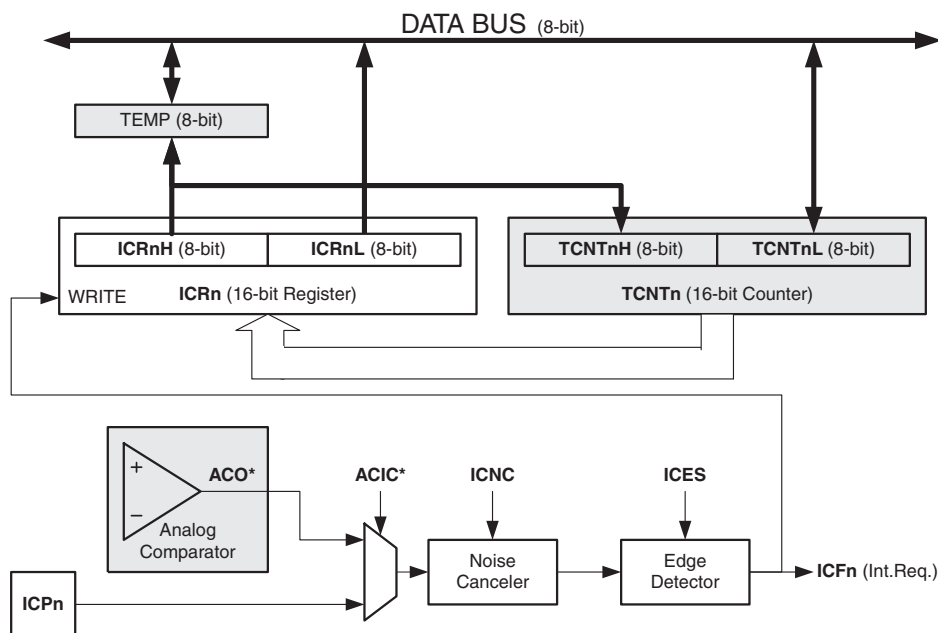 DATA BUS (8-bit)
TEMP (8-bit)
ICRnH (8-bit)
ICRnL (8-bit)
TCNTnH (8-bit)
TCNTnL (8-bit)
WRITE
ICRn (16-bit Register)
TCNTn (16-bit Counter)
+
−
ACO*
Analog
Comparator
ACIC*
ICNC
ICES
Noise
Canceler
Edge
Detector
ICFn (Int.Req.)
ICPn